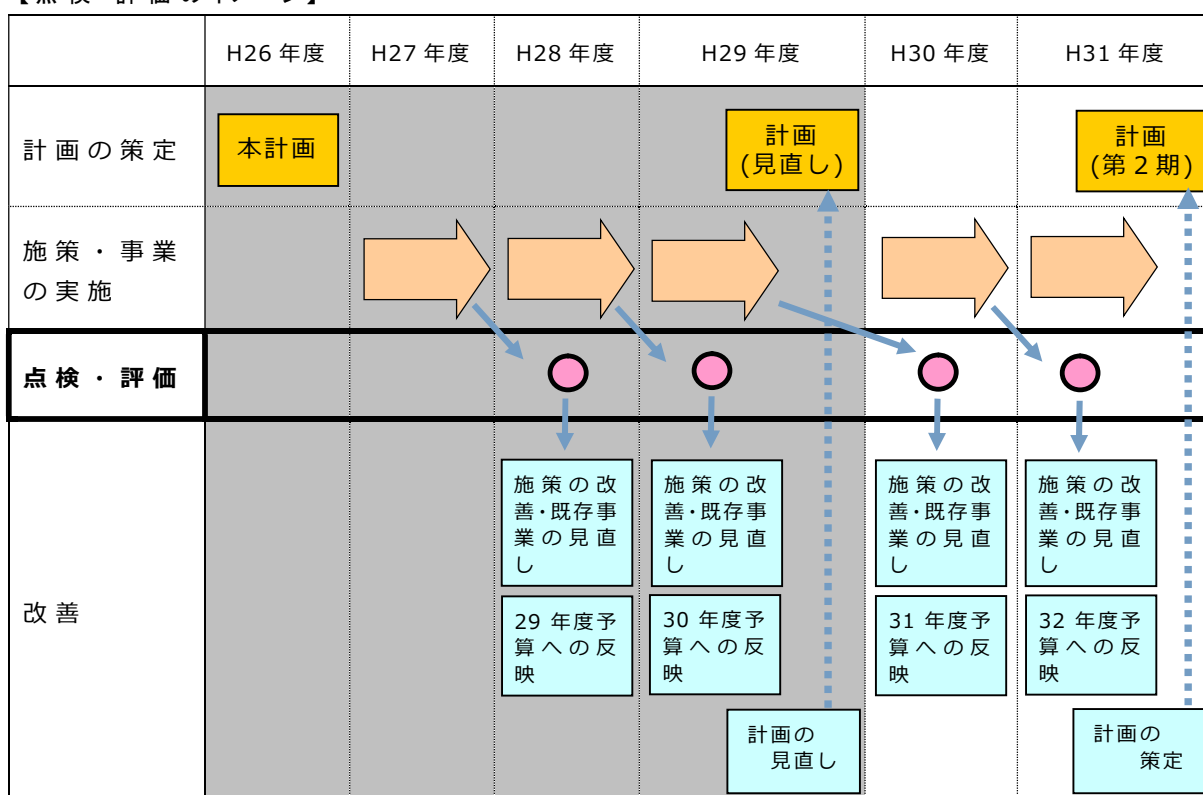 H26 年度
H27 年度
H28 年度
H29 年度
H30 年度
H31 年度
計画の策定
本計画
計画
(見直し)
計画
(第２期)
施策・事業
の実施
点検・評価
改善
施策の改
善・既存事
業の見直
し
施策の改
善・既存事
業の見直
し
施策の改
善・既存事
業の見直
し
施策の改
善・既存事
業の見直
し
29 年度予
算への反
映
30 年度予
算への反
映
31 年度予
算への反
映
32 年度予
算への反
映
計画の
見直し
計画の
策定